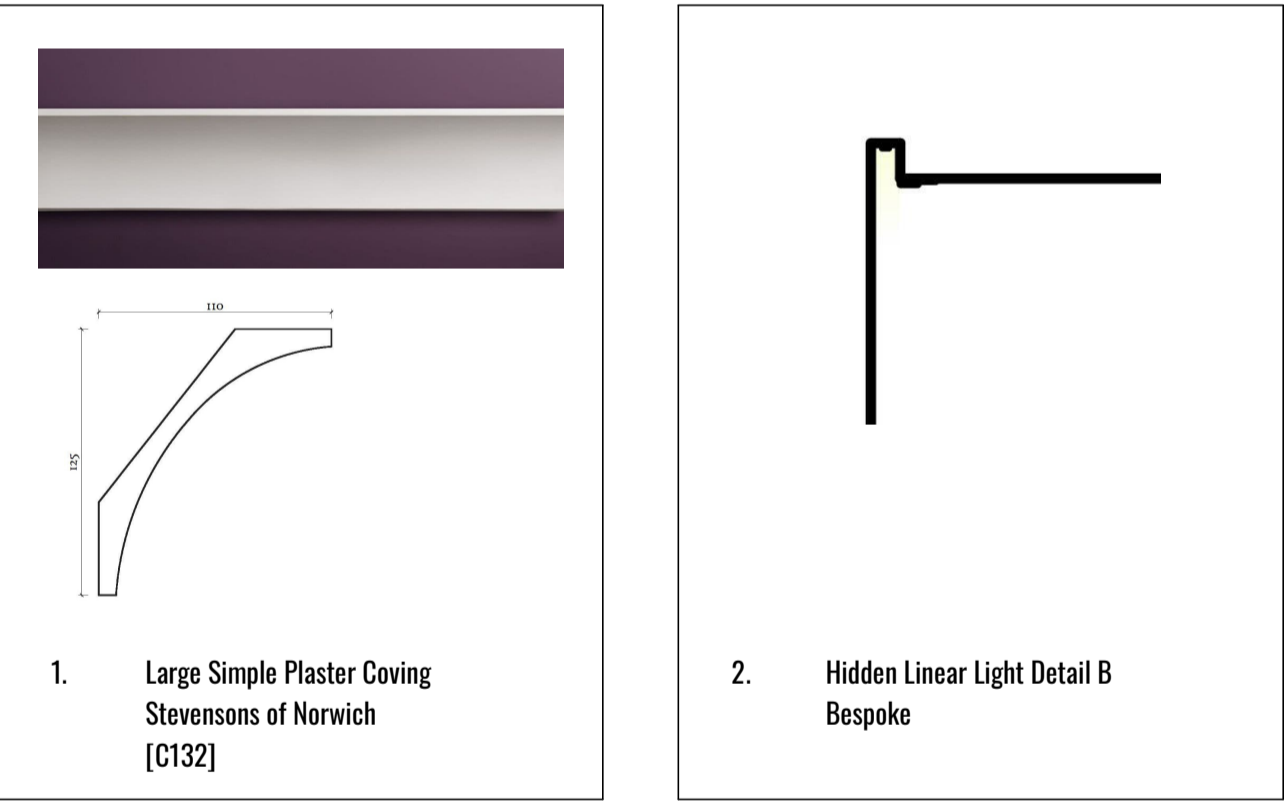 110
125
1. Large Simple Plaster Coving
Stevensons of Norwich
[C132]
2. Hidden Linear Light Detail B
Bespoke